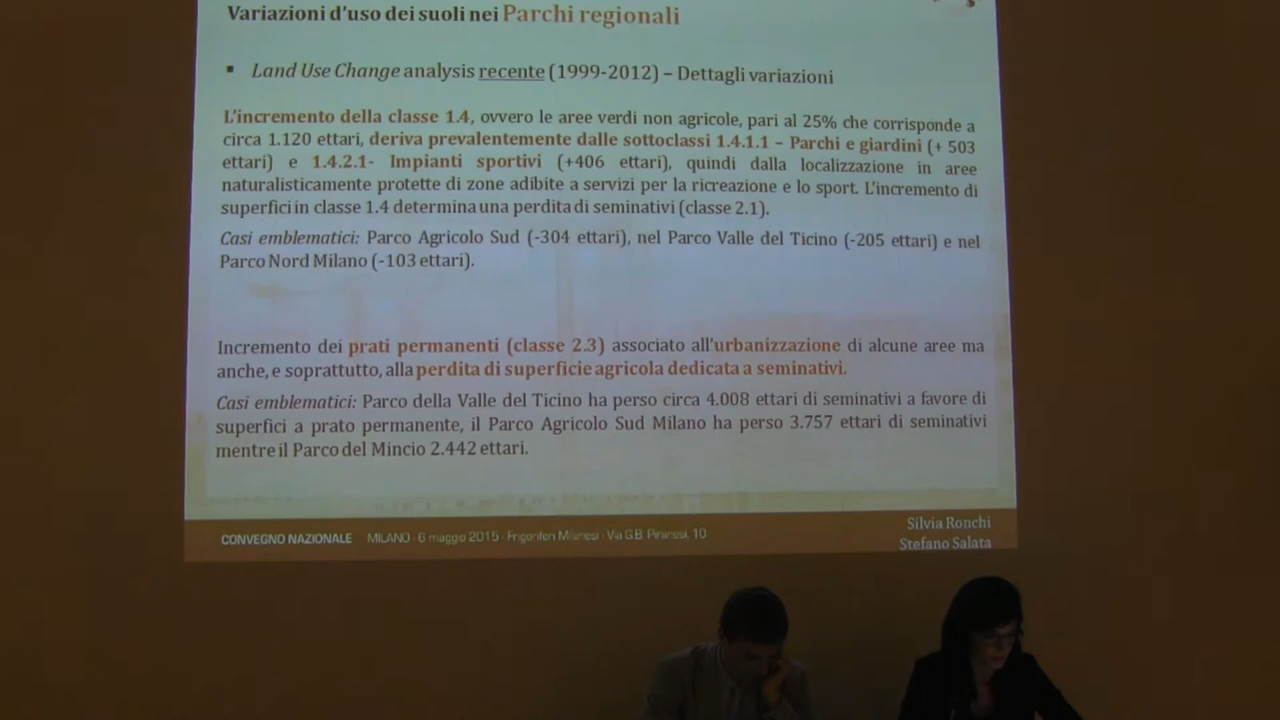 Variazioni d'uso dei suoli nei Parchi regionali
▪ Land Use Change analysis recente (1999-2012) – Dettagli variazioni
L'incremento della classe 1.4, ovvero le aree verdi non agricole, pari al 25% che corrisponde a
circa 1.120 ettari, deriva prevalentemente dalle sottoclassi 1.4.1.1 – Parchi e giardini (+ 503
ettari) e 1.4.2.1- Impianti sportivi (+406 ettari), quindi dalla localizzazione in aree
naturalisticamente protette di zone adibite a servizi per la ricreazione e lo sport. L'incremento di
superfici in classe 1.4 determina una perdita di seminativi (classe 2.1).
Casi emblematici: Parco Agricolo Sud (-304 ettari), nel Parco Valle del Ticino (-205 ettari) e nel
Parco Nord Milano (-103 ettari).
Incremento dei prati permanenti (classe 2.3) associato all'urbanizzazione di alcune aree ma
anche, e soprattutto, alla perdita di superficie agricola dedicata a seminativi.
Casi emblematici: Parco della Valle del Ticino ha perso circa 4.008 ettari di seminativi a favore di
superfici a prato permanente, il Parco Agricolo Sud Milano ha perso 3.757 ettari di seminativi
mentre il Parco del Mincio 2.442 ettari.
CONVEGNO NAZIONALE MILANO · 6 maggio 2015 · Frigoriferi Milanesi · Via G.B. Piranesi, 10
Silvia Ronchi
Stefano Salata